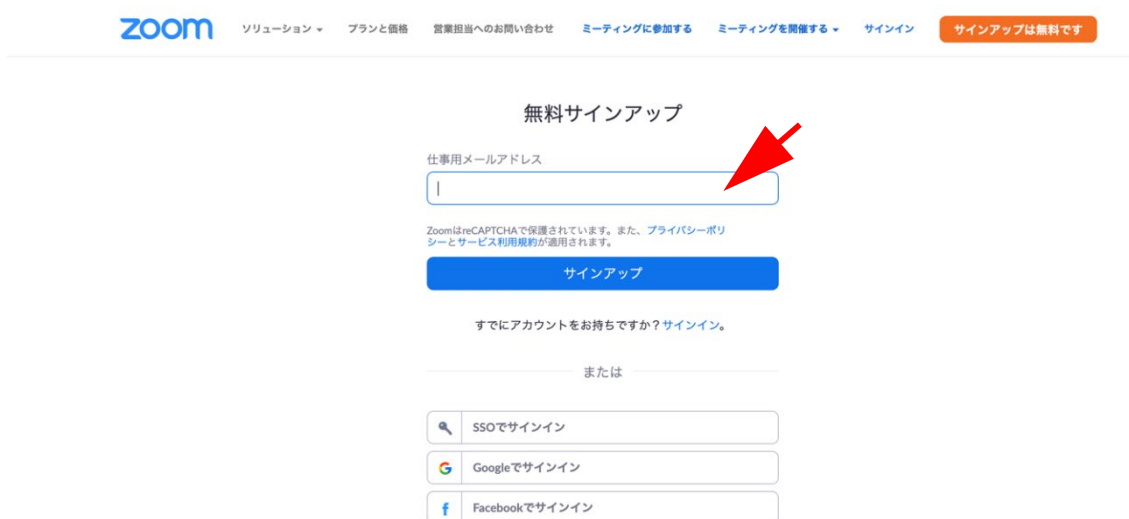 zoom ソリューション プランと価格 営業担当へのお問い合わせ ミーティングに参加する ミーティングを開催する サインイン サインアップは無料です
無料サインアップ
仕事用メールアドレス
ZoomはreCAPTCHAで保護されています。また、プライバシーポリ
シーとサービス利用規約が適用されます。
サインアップ
すでにアカウントをお持ちですか？サインイン。
または
SSOでサインイン
G Googleでサインイン
f Facebookでサインイン